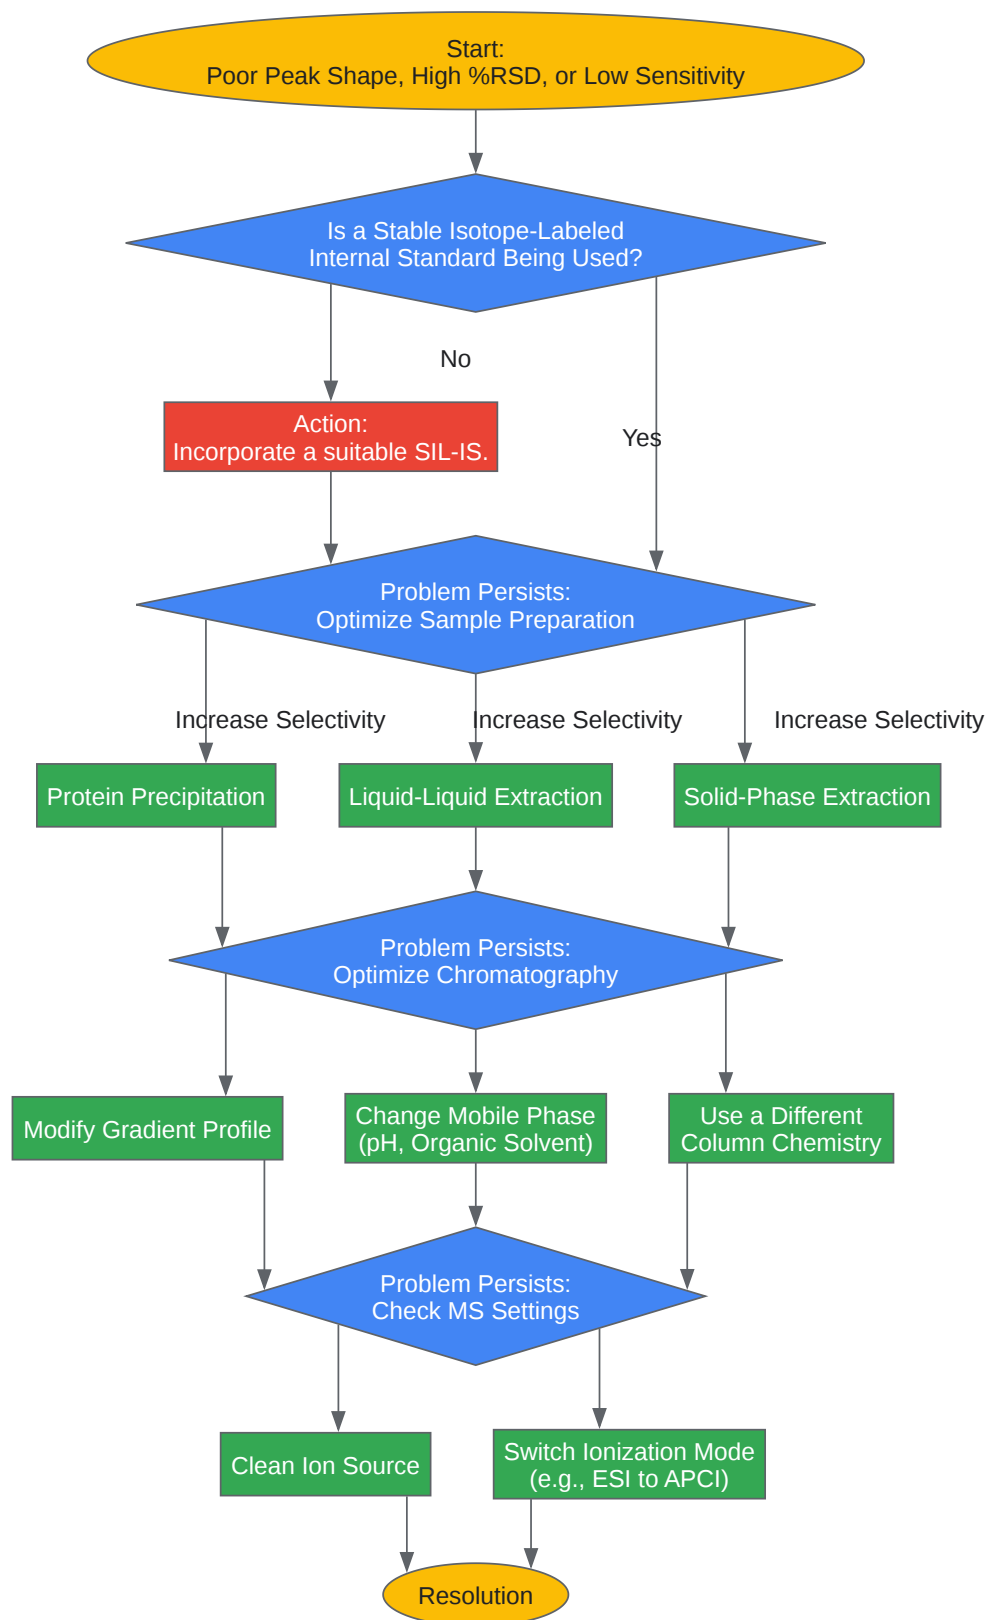 Start:
Poor Peak Shape, High %RSD, or Low Sensitivity
Is a Stable Isotope-Labeled
Internal Standard Being Used?
No
Action:
Incorporate a suitable SIL-IS.
Yes
Problem Persists:
Optimize Sample Preparation
Increase Selectivity
Increase Selectivity
Increase Selectivity
Protein Precipitation
Liquid-Liquid Extraction
Solid-Phase Extraction
Problem Persists:
Optimize Chromatography
Modify Gradient Profile
Change Mobile Phase
(pH, Organic Solvent)
Use a Different
Column Chemistry
Problem Persists:
Check MS Settings
Clean Ion Source
Switch Ionization Mode
(e.g., ESI to APCI)
Resolution